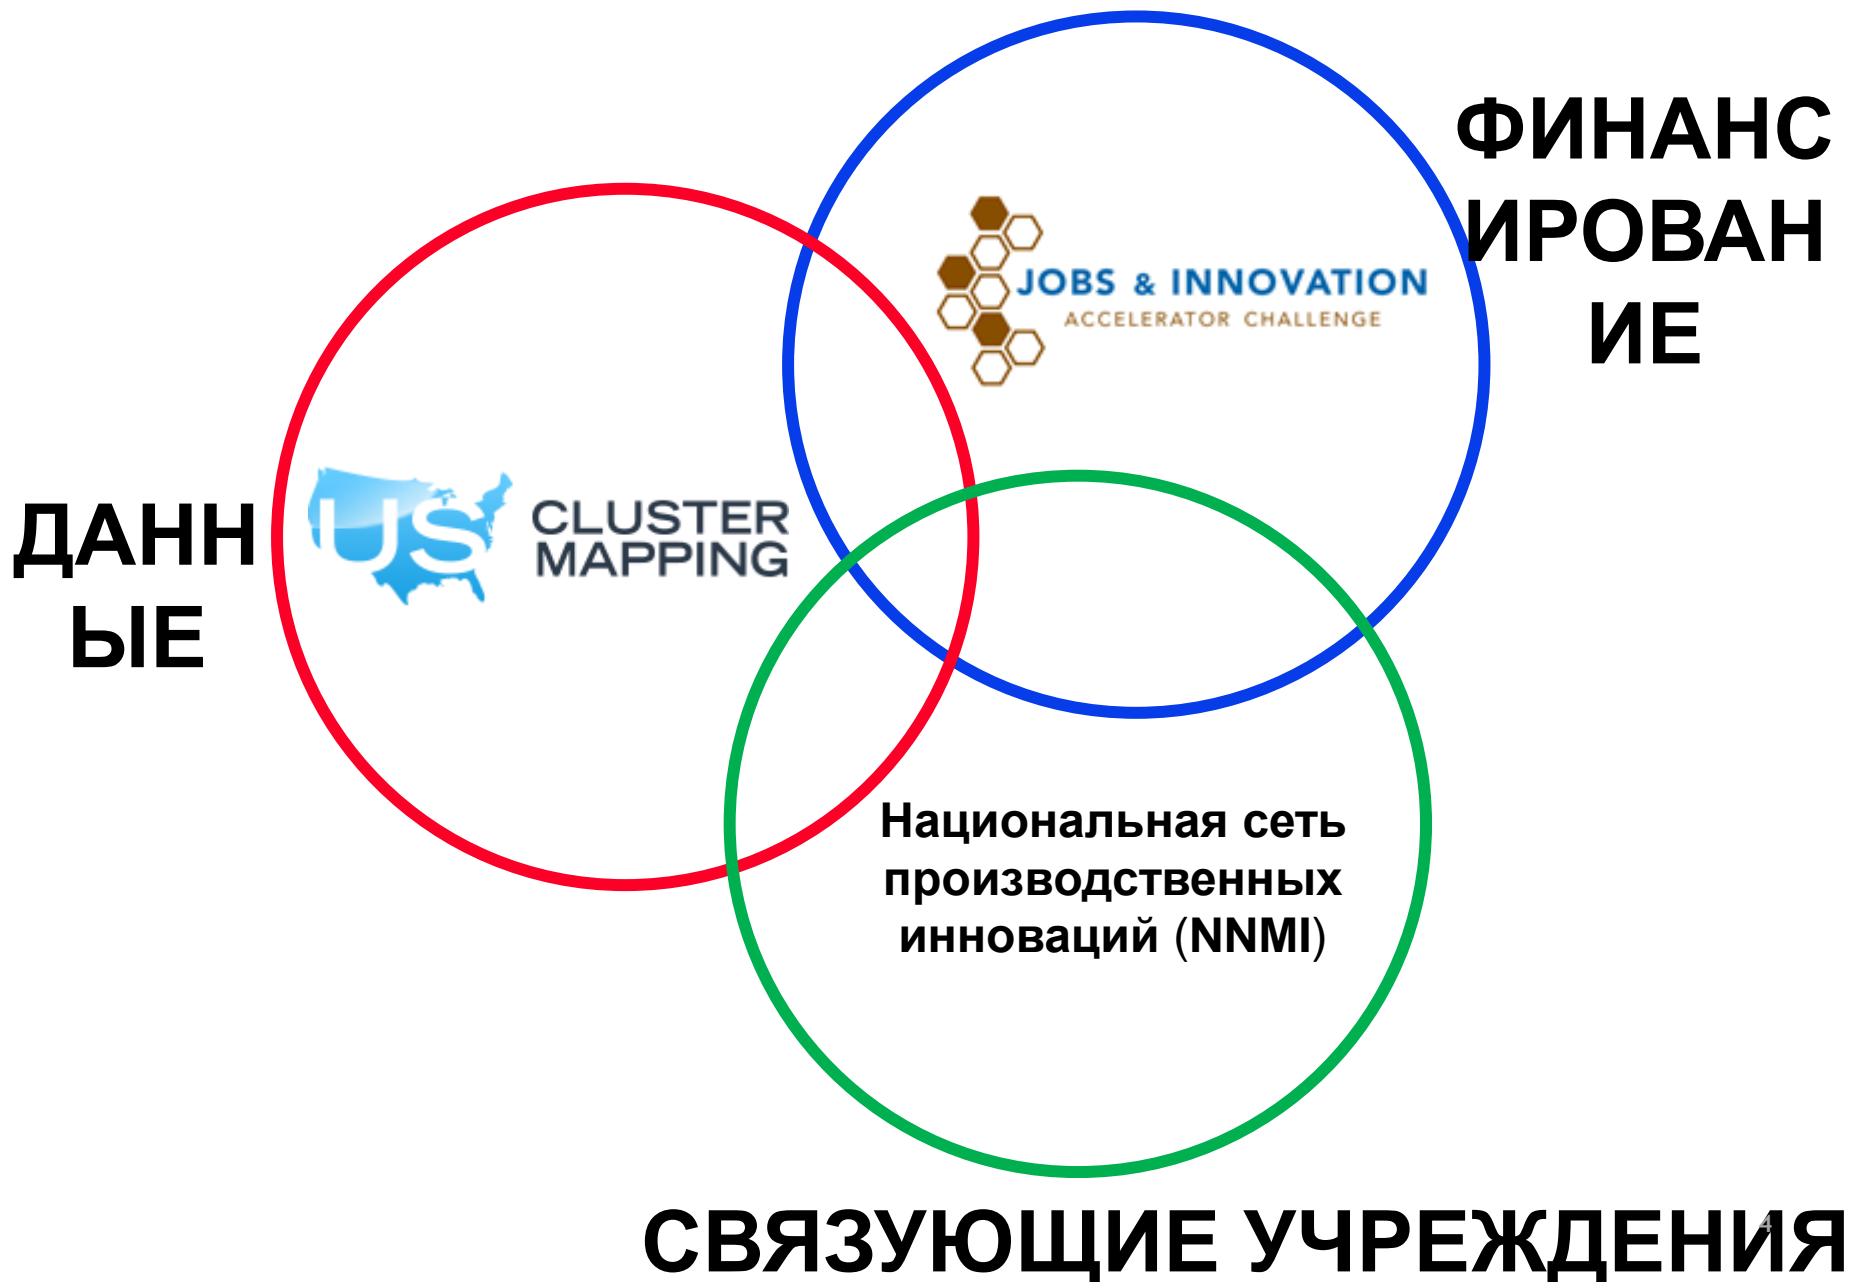 ФИНАНС
ИРОВАН
ИЕ
JOBS & INNOVATION
ACCELERATOR CHALLENGE
ДАНН
ЫЕ
US
CLUSTER
MAPPING
Национальная сеть
производственных
инноваций (NNMI)
СВЯЗУЮЩИЕ УЧРЕЖДЕНИЯ
4